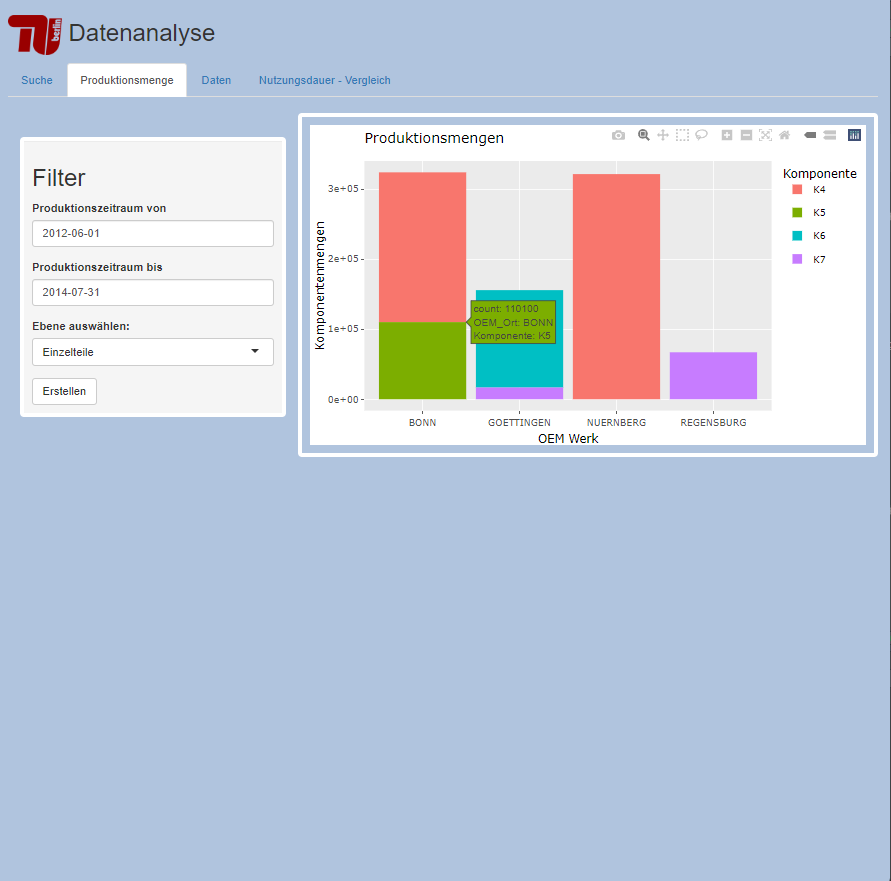 TU berlin
Datenanalyse
Suche Produktionsmenge Daten Nutzungsdauer - Vergleich
Filter
Produktionszeitraum von
2012-06-01
Produktionszeitraum bis
2014-07-31
Ebene auswählen:
Einzelteile
Erstellen
Produktionsmengen
Komponentenmengen
3e+05
2e+05
1e+05
0e+00
count: 110100
OEM_Ort: BONN
Komponente: K5
BONN GOETTINGEN NUERNBERG REGENSBURG
OEM Werk
Komponente
K4
K5
K6
K7